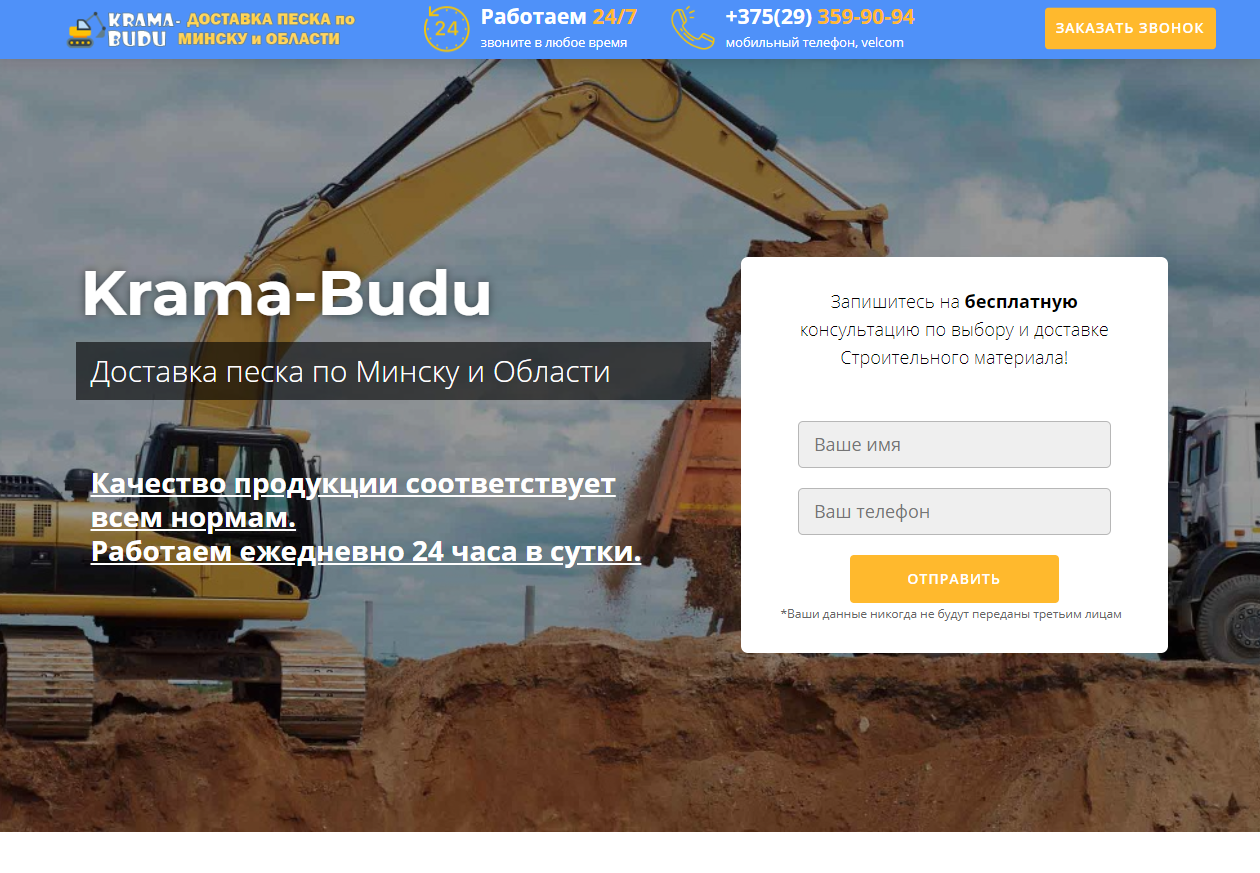 KRAMA- ДОСТАВКА ПЕСКА по
BUDU МИНСКУ и ОБЛАСТИ
24
Работаем 24/7
звоните в любое время
+375(29) 359-90-94
мобильный телефон, velcom
ЗАКАЗАТЬ ЗВОНОК
Krama-Budu
Доставка песка по Минску и Области
Качество продукции соответствует
всем нормам.
Работаем ежедневно 24 часа в сутки.
Запишитесь на бесплатную
консультацию по выбору и доставке
Строительного материала!
Ваше имя
Ваш телефон
ОТПРАВИТЬ
*Ваши данные никогда не будут переданы третьим лицам